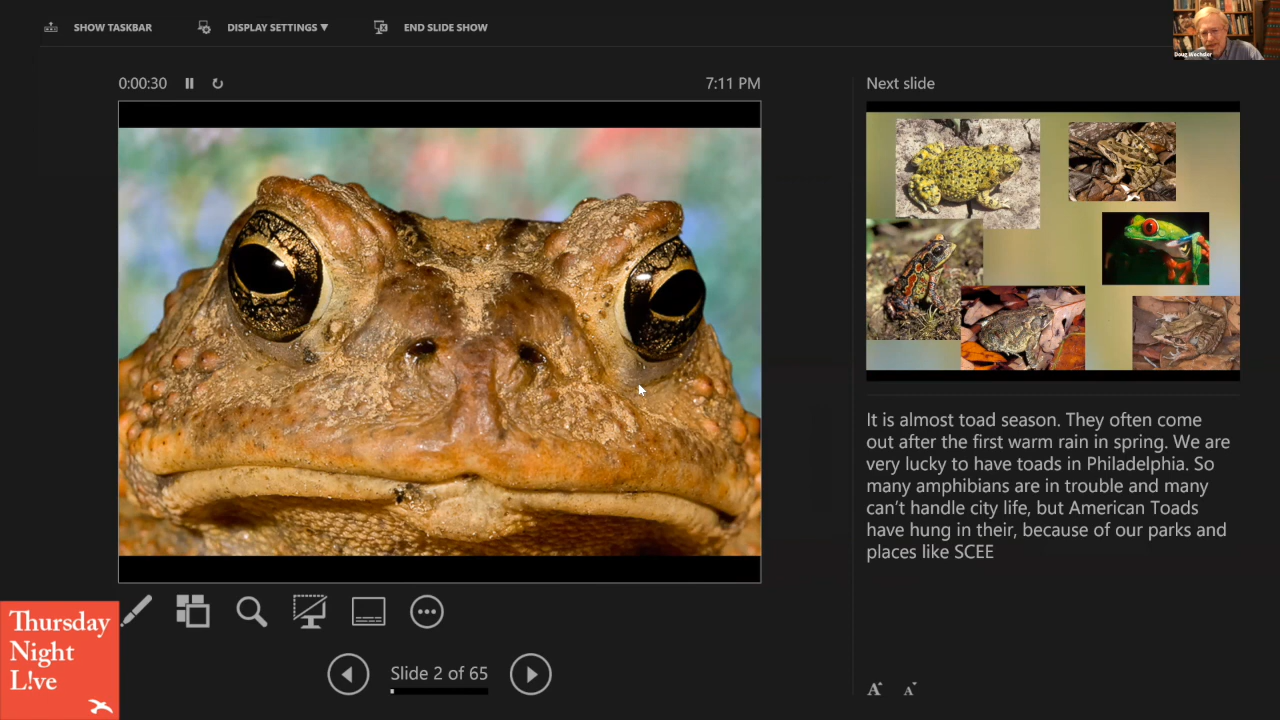 SHOW TASKBAR
DISPLAY SETTINGS ▼
END SLIDE SHOW
Doug Wechsler
0:00:30
7:11 PM
Next slide
It is almost toad season. They often come
out after the first warm rain in spring. We are
very lucky to have toads in Philadelphia. So
many amphibians are in trouble and many
can't handle city life, but American Toads
have hung in their, because of our parks and
places like SCEE
Thursday
Night
L!ve
Slide 2 of 65
A A